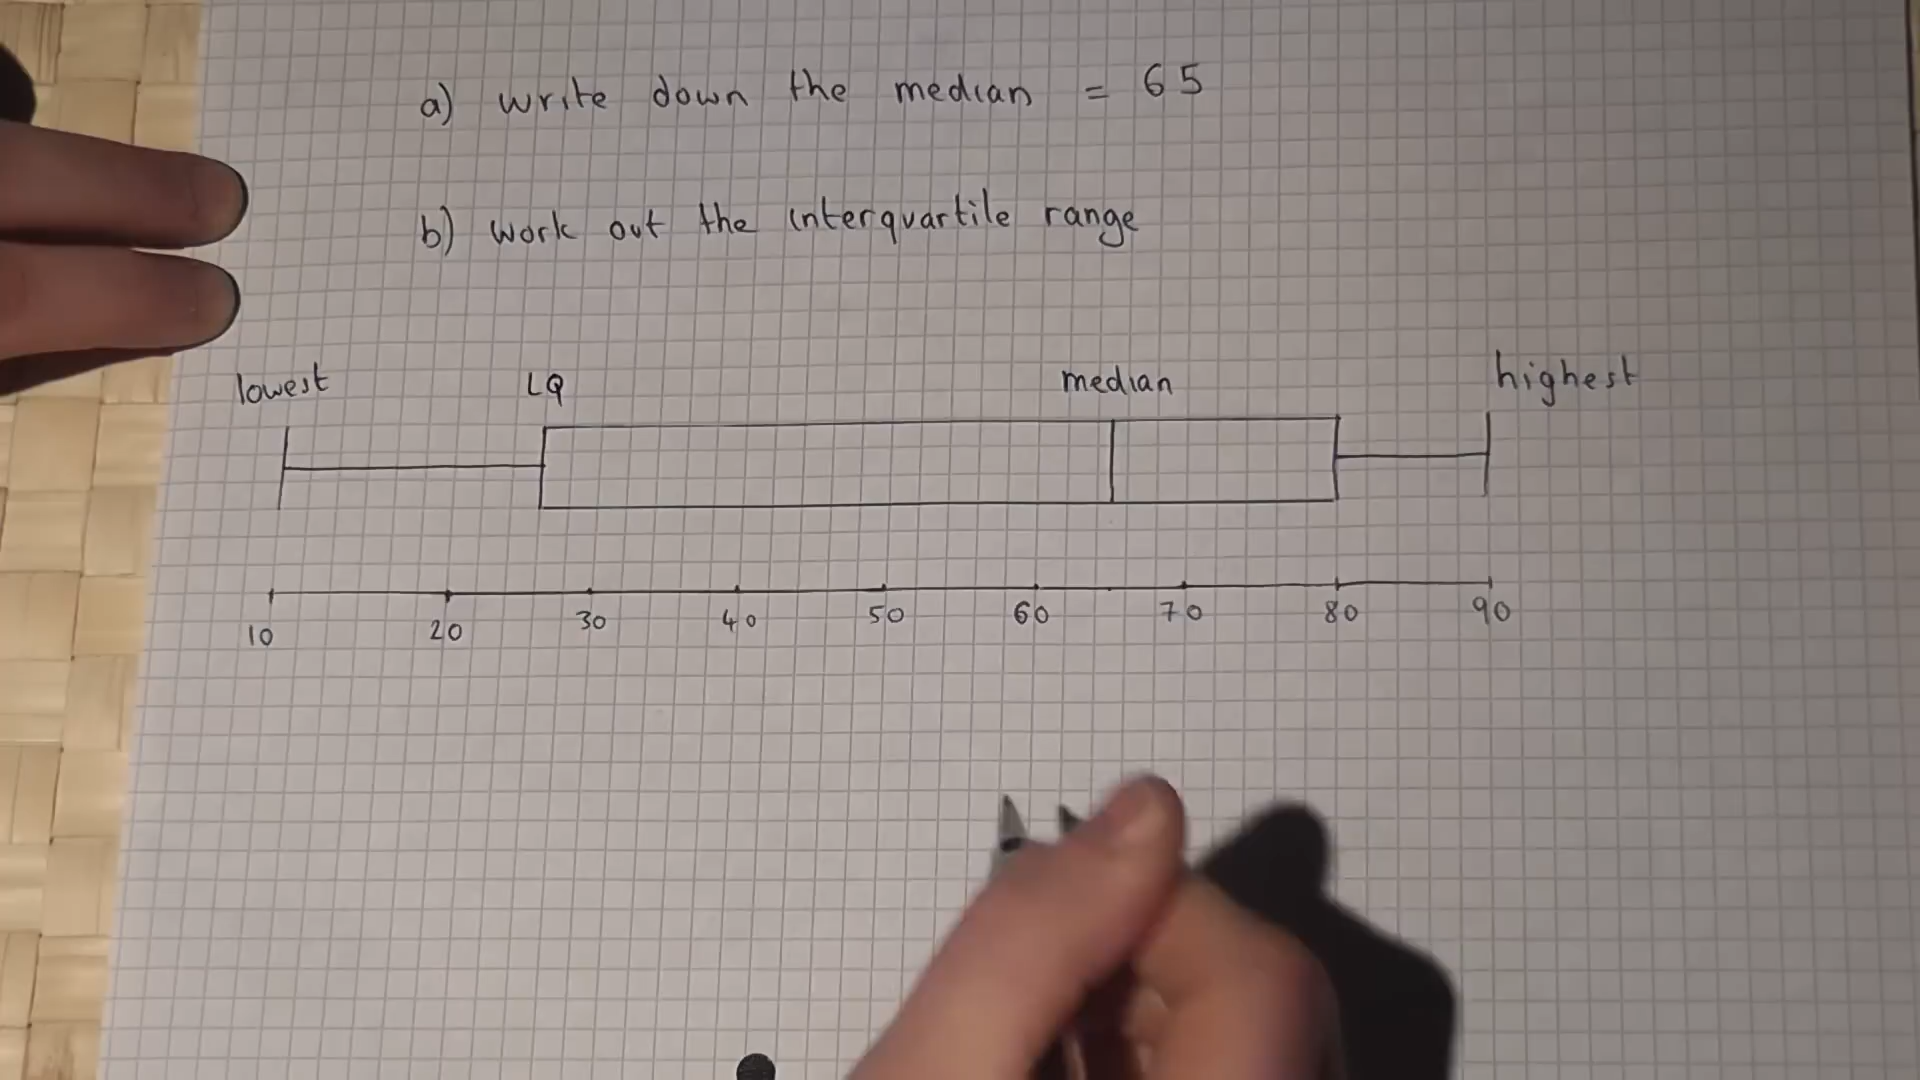 a) write down the median = 65
b) work out the interquartile range
lowest LQ median highest
10 20 30 40 50 60 70 80 90